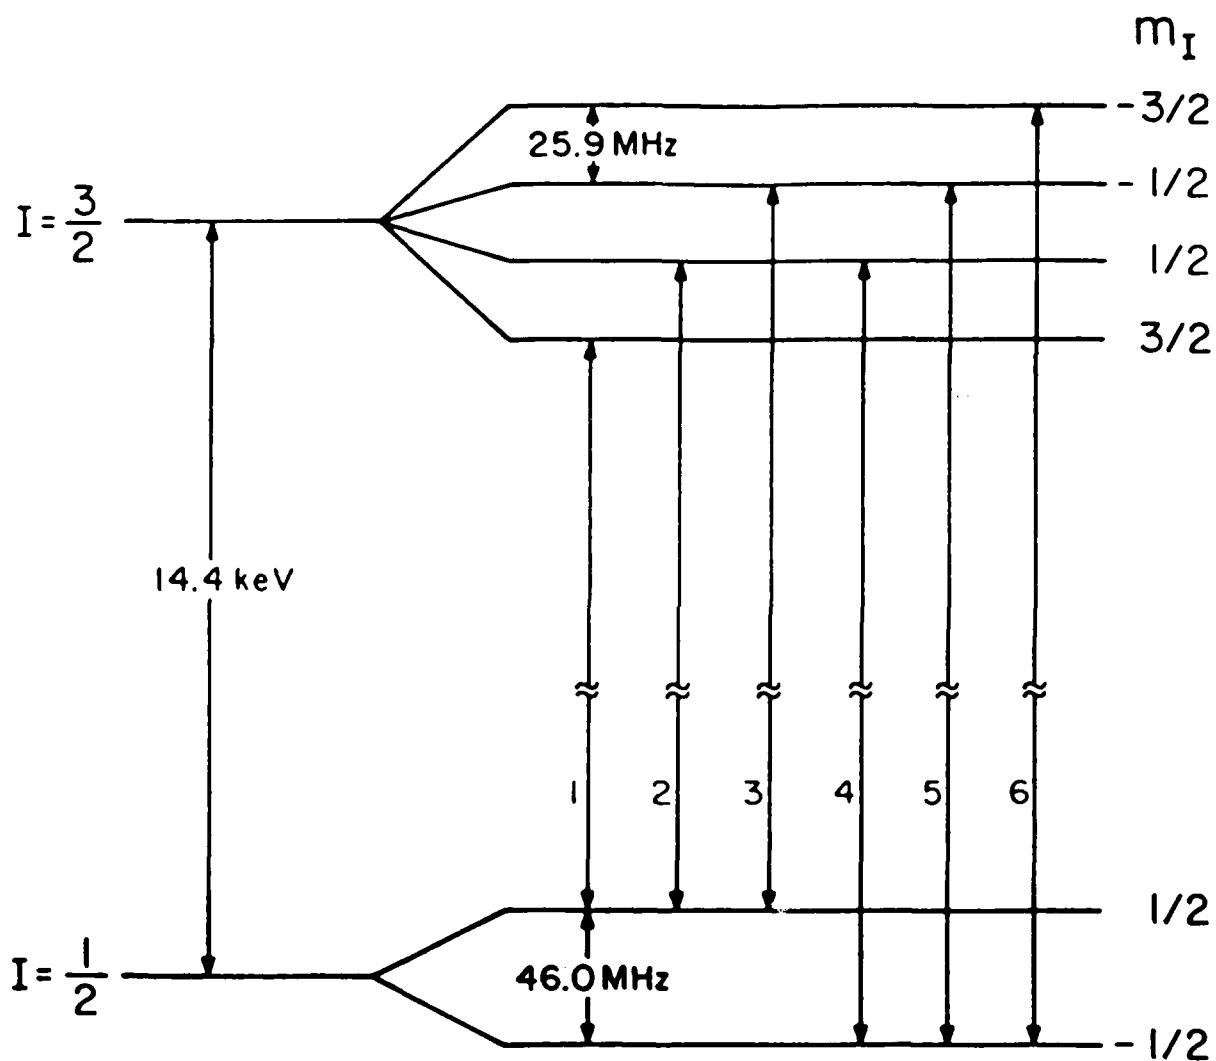 mI
- 3/2
25.9 MHz
- 1/2
I = 3/2
1/2
3/2
14.4 keV
1 2 3 4 5 6
1/2
I = 1/2
46.0 MHz
- 1/2